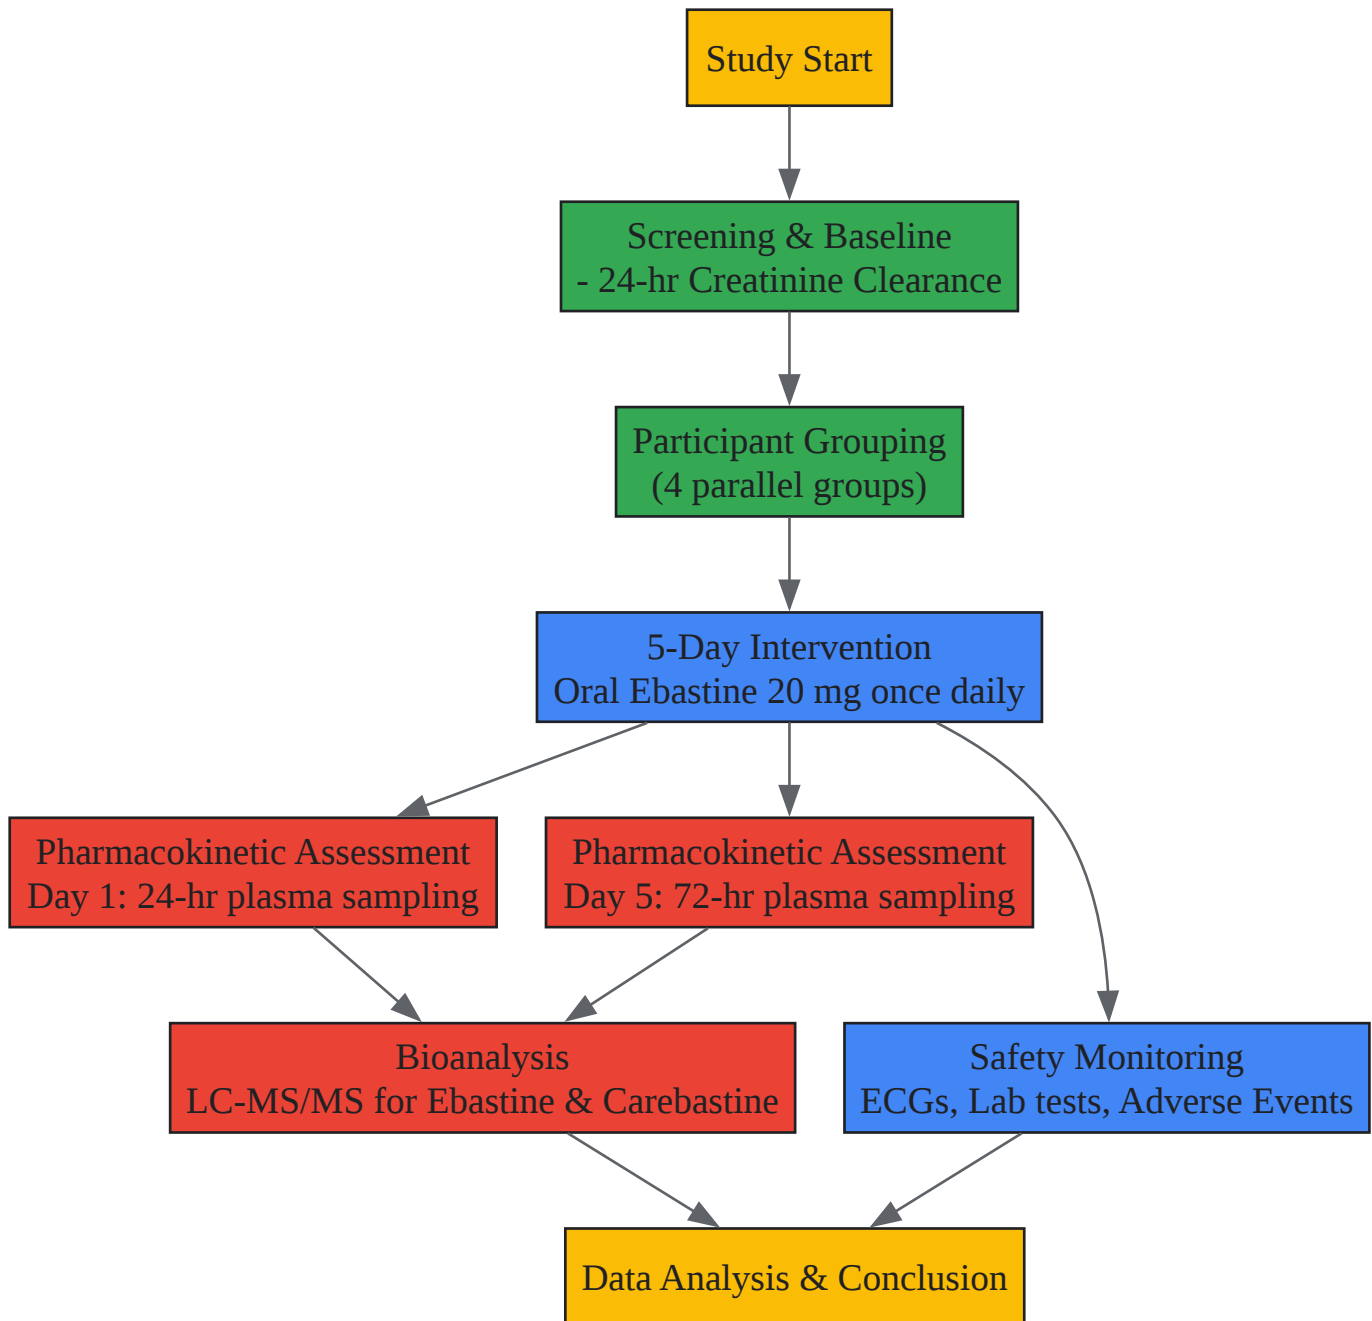 Study Start
Screening & Baseline
- 24-hr Creatinine Clearance
Participant Grouping
(4 parallel groups)
5-Day Intervention
Oral Ebastine 20 mg once daily
Pharmacokinetic Assessment
Day 1: 24-hr plasma sampling
Pharmacokinetic Assessment
Day 5: 72-hr plasma sampling
Bioanalysis
LC-MS/MS for Ebastine & Carebastine
Safety Monitoring
ECGs, Lab tests, Adverse Events
Data Analysis & Conclusion